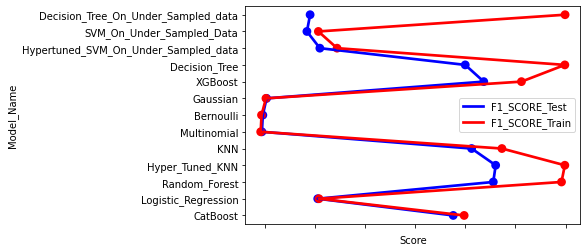 Decision_Tree_On_Under_Sampled_data
SVM_On_Under_Sampled_Data
Hypertuned_SVM_On_Under_Sampled_data
Decision_Tree
XGBoost
Gaussian
Bernoulli
Multinomial
KNN
Hyper_Tuned_KNN
Random_Forest
Logistic_Regression
CatBoost
Model_Name
F1_SCORE_Test
F1_SCORE_Train
Score